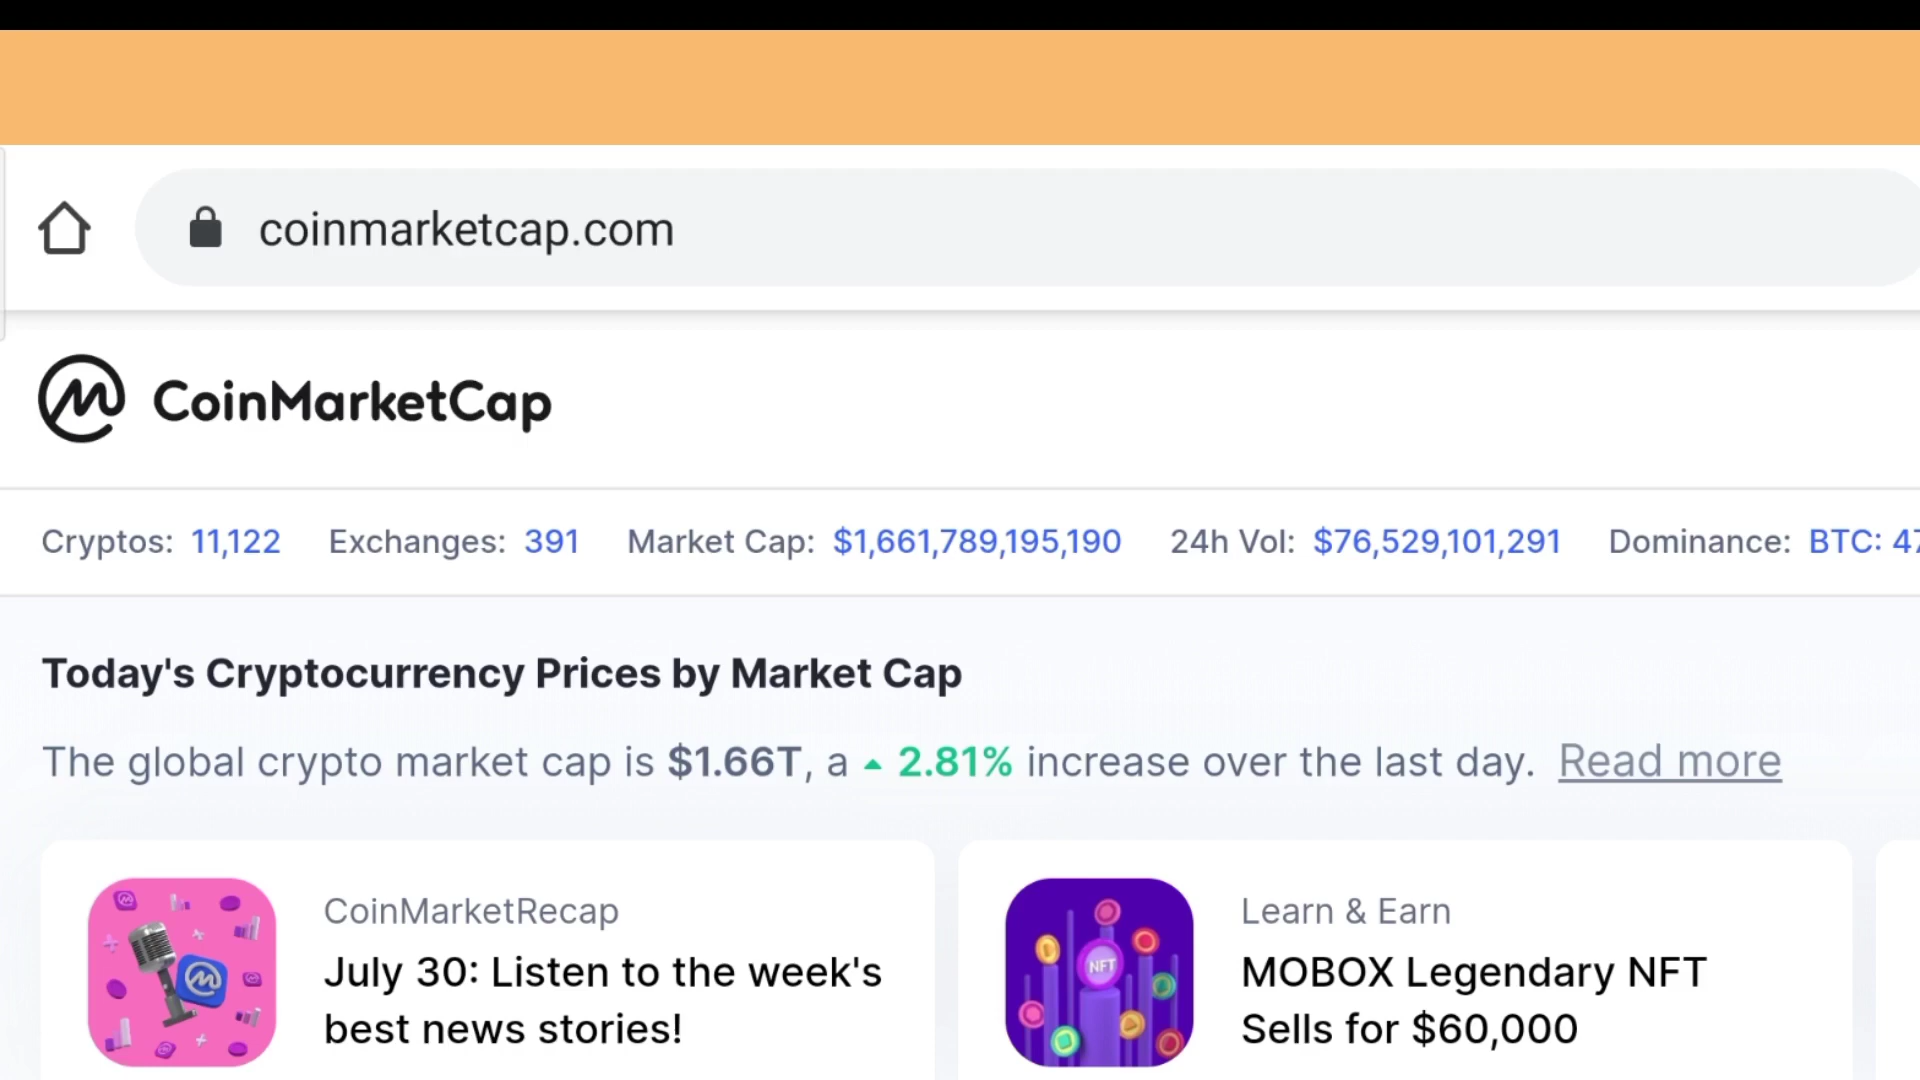 coinmarketcap.com
CoinMarketCap
Cryptos: 11,122 Exchanges: 391 Market Cap: $1,661,789,195,190 24h Vol: $76,529,101,291 Dominance: BTC: 47
Today's Cryptocurrency Prices by Market Cap
The global crypto market cap is $1.66T, a 2.81% increase over the last day. Read more
CoinMarketRecap
July 30: Listen to the week's
best news stories!
NFT
Learn & Earn
MOBOX Legendary NFT
Sells for $60,000